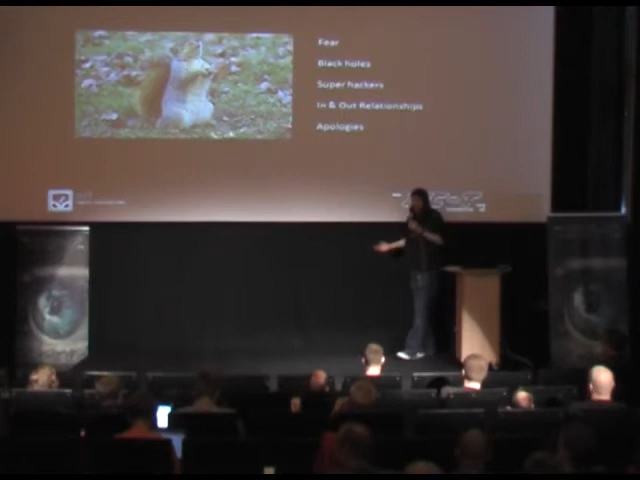 Fear
Black holes
Super hackers
In & Out Relationships
Apologies